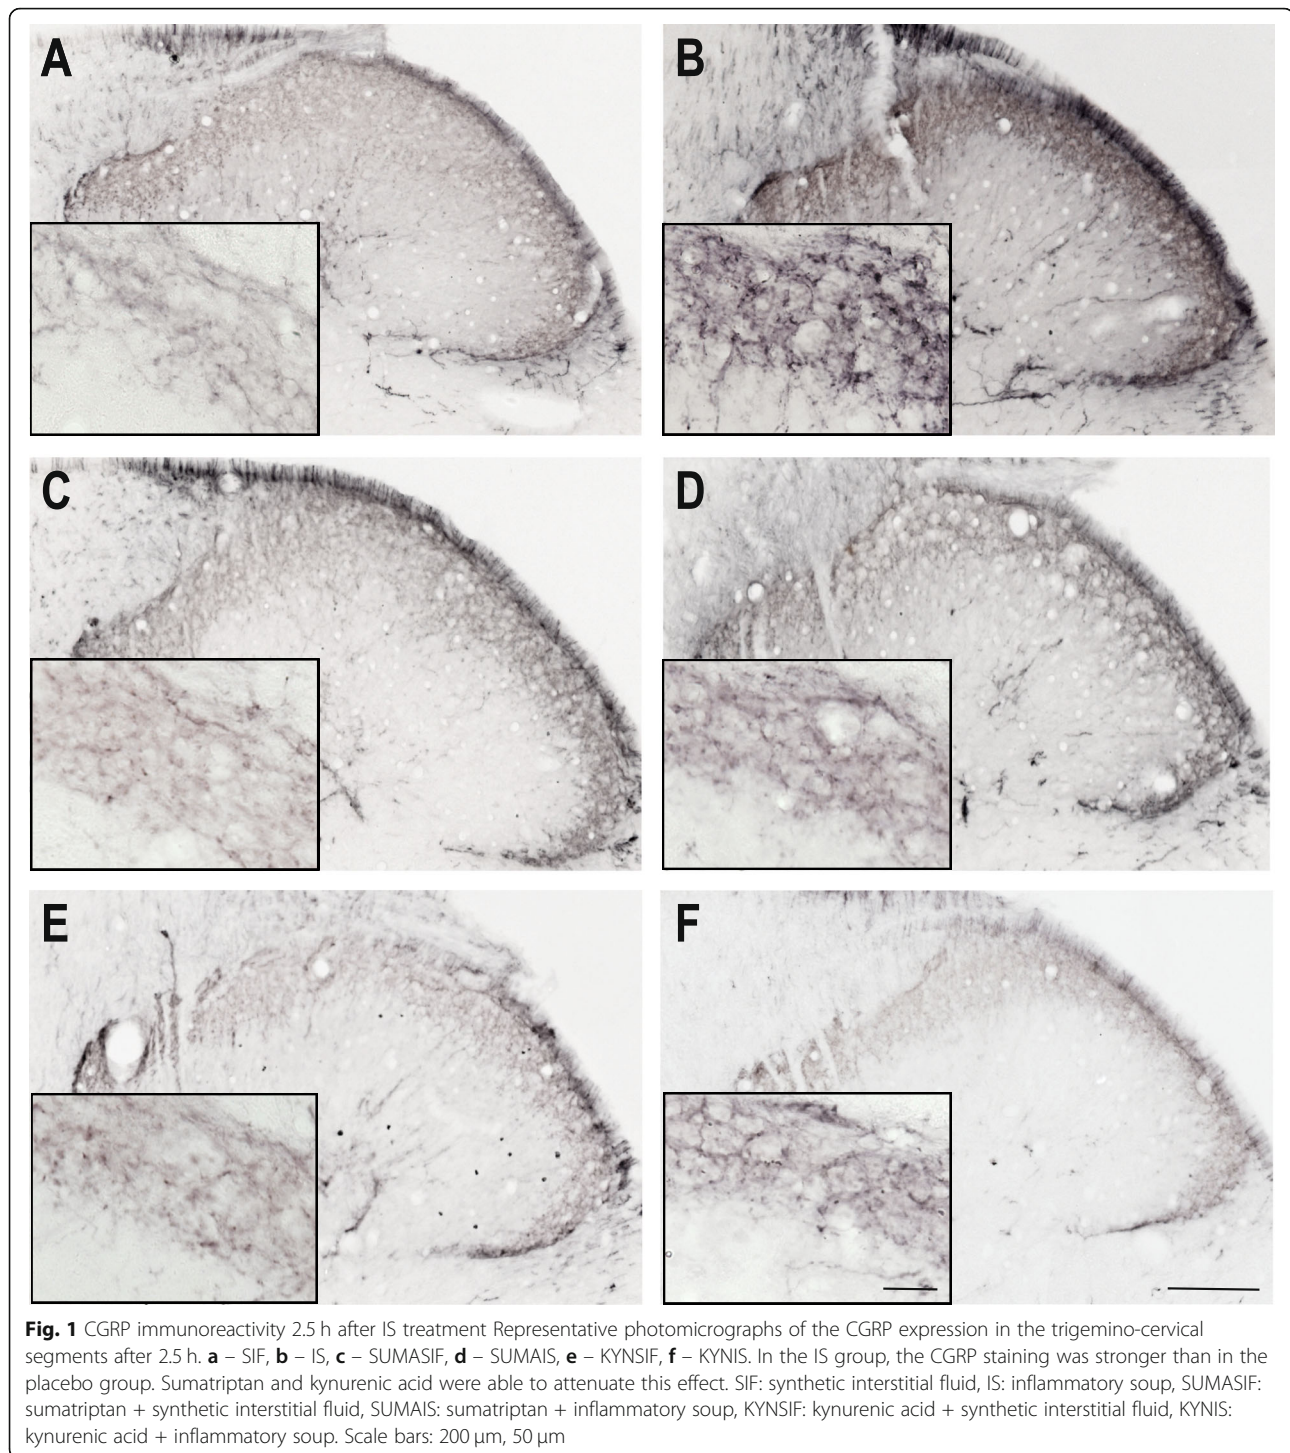 A
B
C
D
E
F
Fig. 1 CGRP immunoreactivity 2.5 h after IS treatment Representative photomicrographs of the CGRP expression in the trigemino-cervical
segments after 2.5 h. a – SIF, b – IS, c – SUMASIF, d – SUMAIS, e – KYNSIF, f – KYNIS. In the IS group, the CGRP staining was stronger than in the
placebo group. Sumatriptan and kynurenic acid were able to attenuate this effect. SIF: synthetic interstitial fluid, IS: inflammatory soup, SUMASIF:
sumatriptan + synthetic interstitial fluid, SUMAIS: sumatriptan + inflammatory soup, KYNSIF: kynurenic acid + synthetic interstitial fluid, KYNIS:
kynurenic acid + inflammatory soup. Scale bars: 200 μm, 50 μm